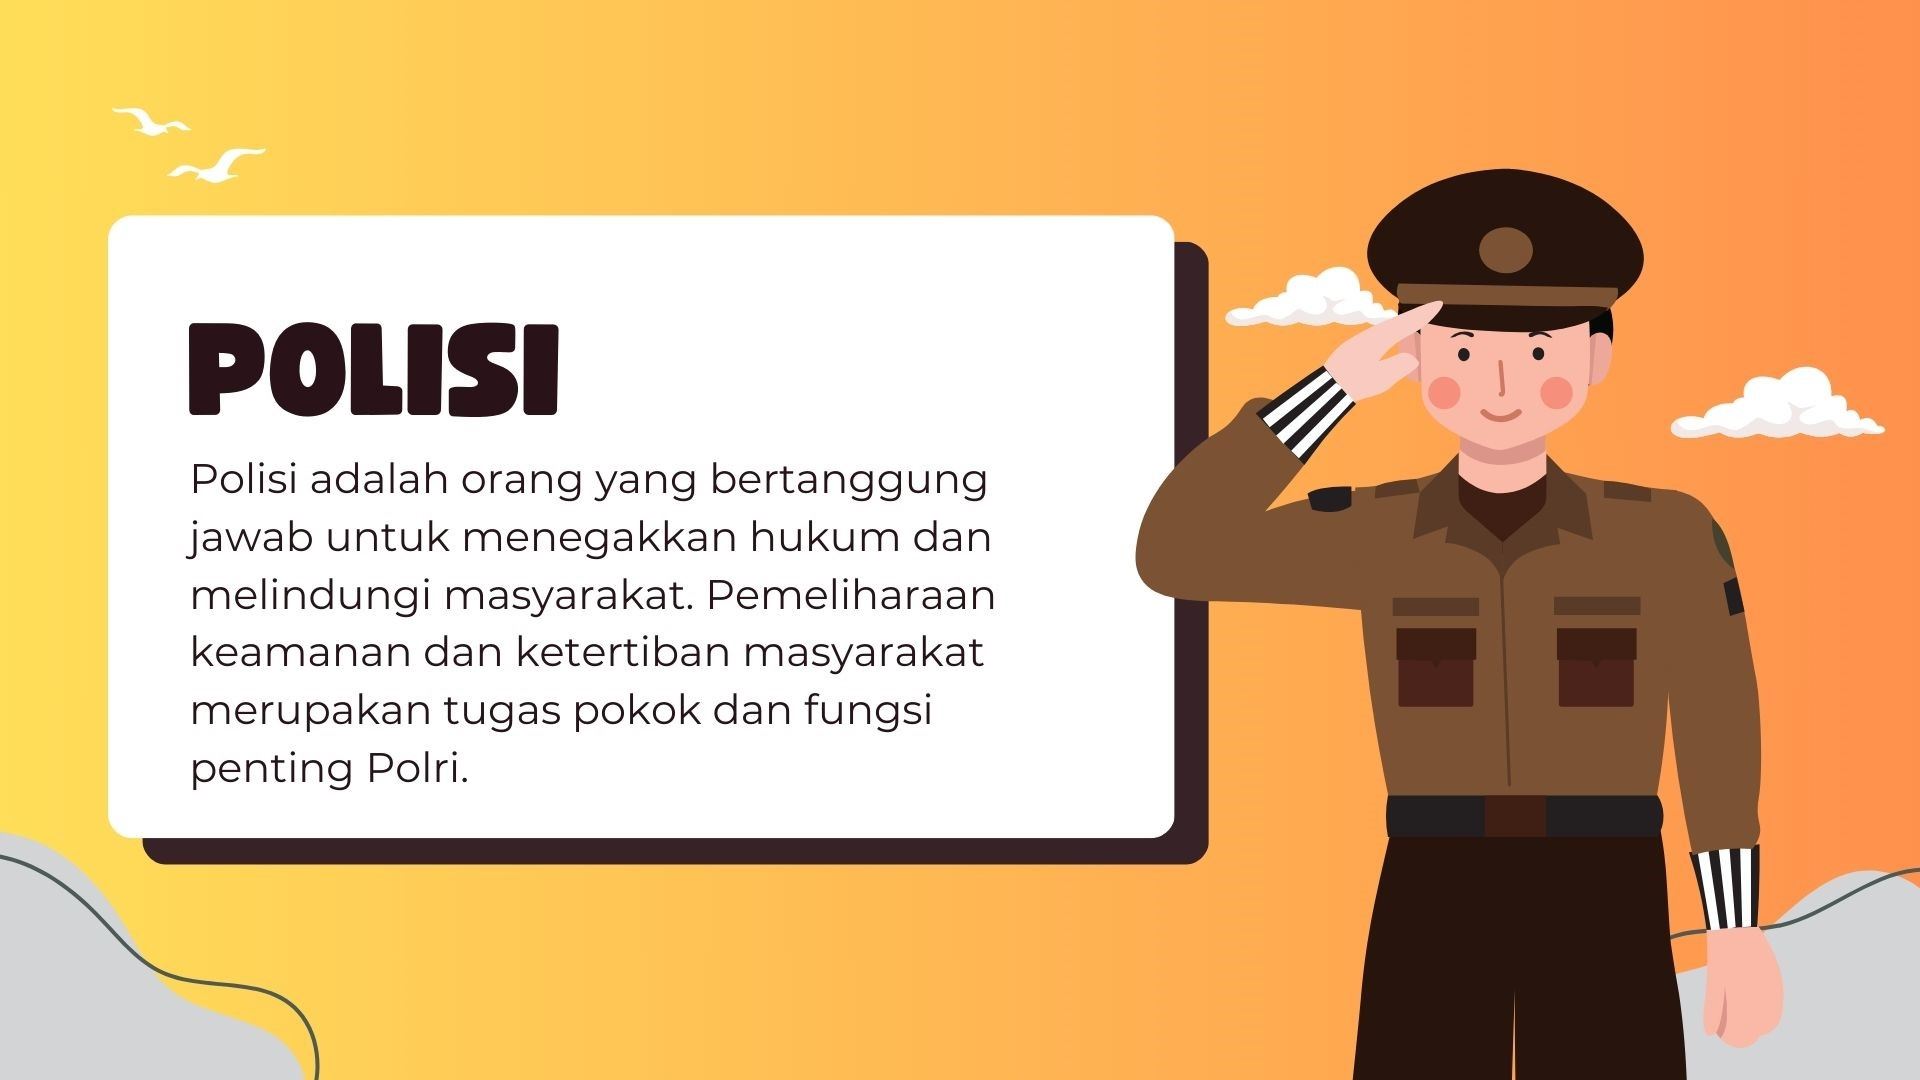 POLISI
Polisi adalah orang yang bertanggung
jawab untuk menegakkan hukum dan
melindungi masyarakat. Pemeliharaan
keamanan dan ketertiban masyarakat
merupakan tugas pokok dan fungsi
penting Polri.